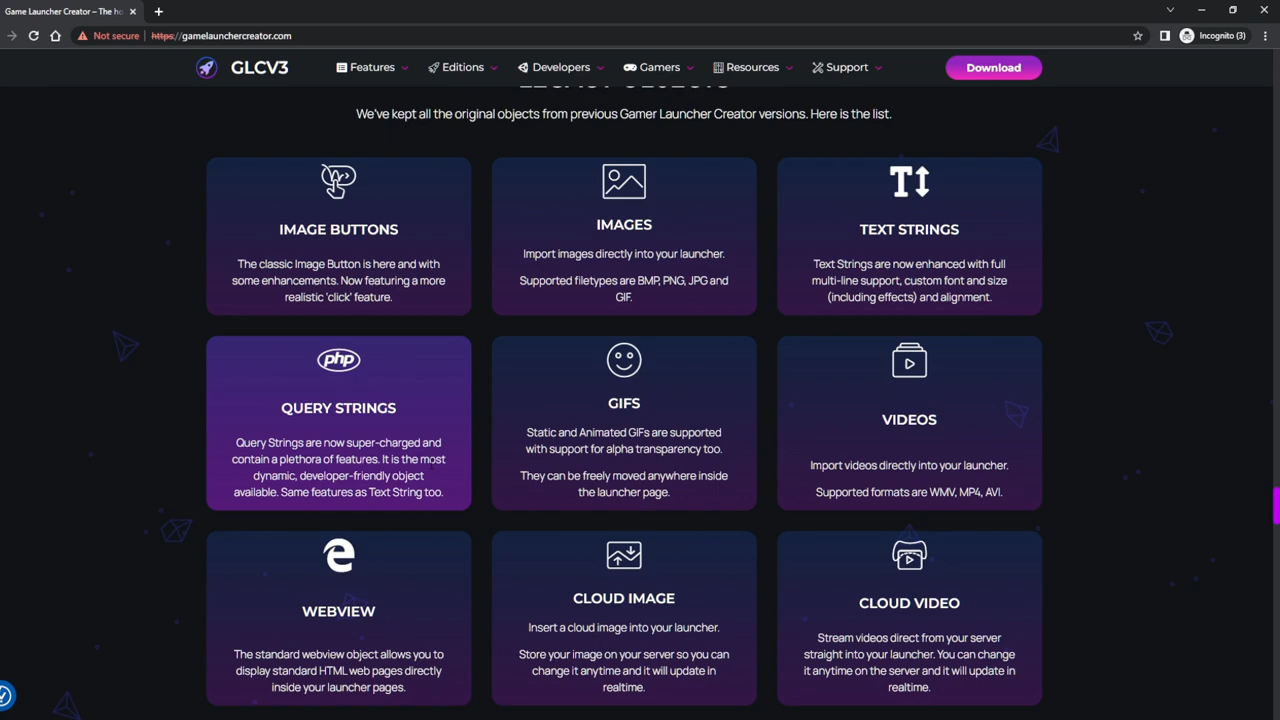 Game Launcher Creator – The ho
Not secure
https://gamelaunchercreator.com
Incognito (3)
GLCV3
Features
Editions
Developers
Gamers
Resources
Support
Download
LEGACY OBJECTS
We've kept all the original objects from previous Gamer Launcher Creator versions. Here is the list.
IMAGE BUTTONS
The classic Image Button is here and with
some enhancements. Now featuring a more
realistic 'click' feature.
IMAGES
Import images directly into your launcher.
Supported filetypes are BMP, PNG, JPG and
GIF.
T
TEXT STRINGS
Text Strings are now enhanced with full
multi-line support, custom font and size
(including effects) and alignment.
php
QUERY STRINGS
Query Strings are now super-charged and
contain a plethora of features. It is the most
dynamic, developer-friendly object
available. Same features as Text String too.
GIFS
Static and Animated GIFs are supported
with support for alpha transparency too.
They can be freely moved anywhere inside
the launcher page.
VIDEOS
Import videos directly into your launcher.
Supported formats are WMV, MP4, AVI.
WEBVIEW
The standard webview object allows you to
display standard HTML web pages directly
inside your launcher pages.
CLOUD IMAGE
Insert a cloud image into your launcher.
Store your image on your server so you can
change it anytime and it will update in
realtime.
CLOUD VIDEO
Stream videos direct from your server
straight into your launcher. You can change
it anytime on the server and it will update in
realtime.